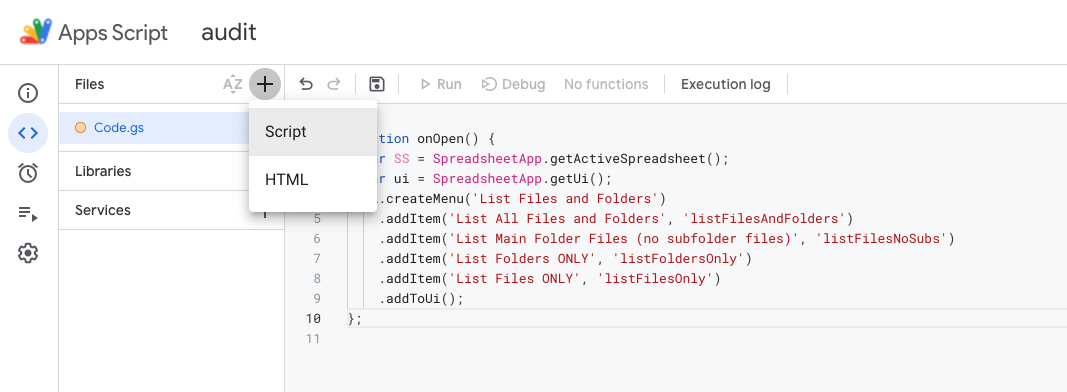 Apps Script audit
Files AZ Run Debug No functions Execution log
Code.gs
Script
HTML
Libraries
Services
tion onOpen() {
r SS = SpreadsheetApp.getActiveSpreadsheet();
r ui = SpreadsheetApp.getUi();
.createMenu('List Files and Folders')
5 .addItem('List All Files and Folders', 'listFilesAndFolders')
6 .addItem('List Main Folder Files (no subfolder files)', 'listFilesNoSubs')
7 .addItem('List Folders ONLY', 'listFoldersOnly')
8 .addItem('List Files ONLY', 'listFilesOnly')
9 .addToUi();
10 };
11